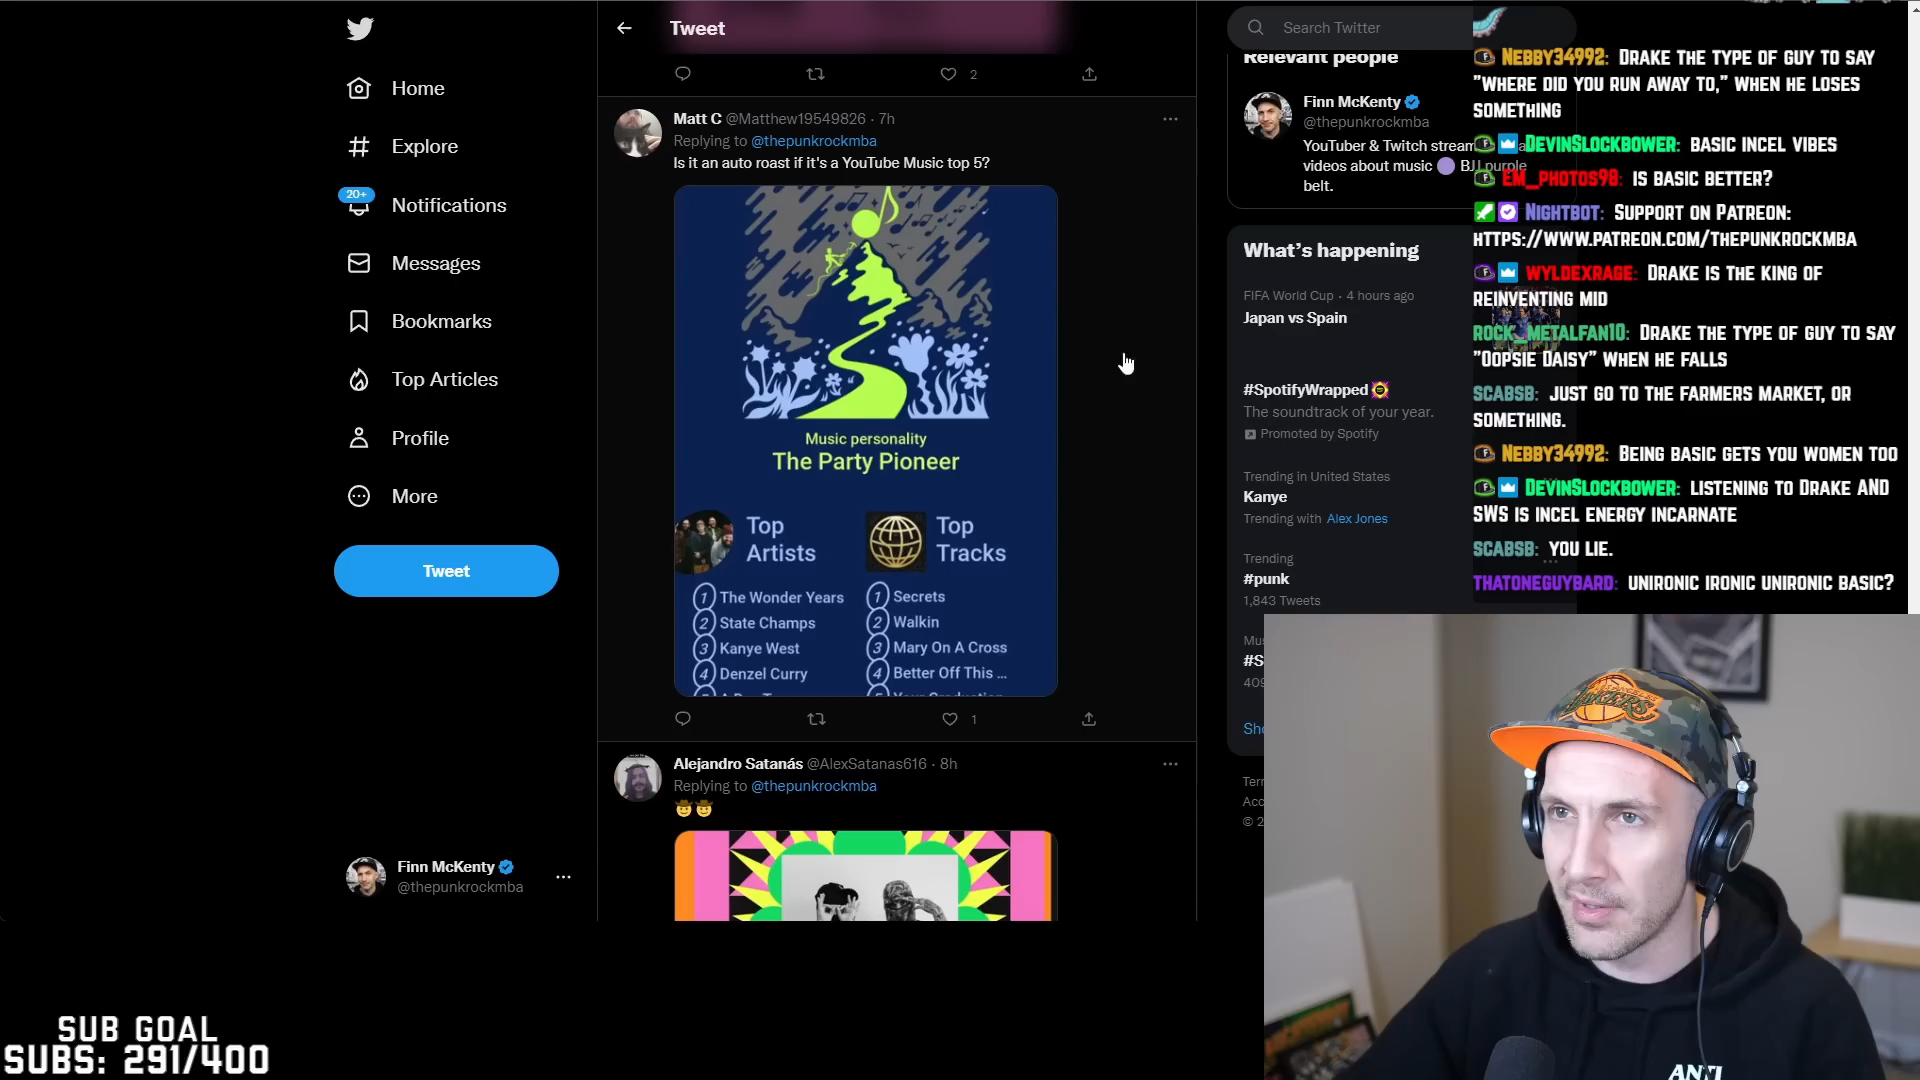 Home
Explore
20+
Notifications
Messages
Bookmarks
Top Articles
Profile
More
Tweet
Finn McKenty
@thepunkrockmba
SUB GOAL
SUBS: 291/400
Tweet
2
Matt C @Matthew19549826 · 7h
Replying to @thepunkrockmba
Is it an auto roast if it's a YouTube Music top 5?
Music personality
The Party Pioneer
Top
Artists
1 The Wonder Years
2 State Champs
3 Kanye West
4 Denzel Curry
Top
Tracks
1 Secrets
2 Walkin
3 Mary On A Cross
4 Better Off This ...
1
Alejandro Satanás @AlexSatanas616 · 8h
Replying to @thepunkrockmba
🤠🤠
Search Twitter
Relevant people
Finn McKenty
@thepunkrockmba
YouTuber & Twitch stream
videos about music 🟣 BJJ purple
belt.
What's happening
FIFA World Cup · 4 hours ago
Japan vs Spain
#SpotifyWrapped
The soundtrack of your year.
Promoted by Spotify
Trending in United States
Kanye
Trending with Alex Jones
Trending
#punk
1,843 Tweets
Mus
#S
409
Sho
Terr
Acc
© 2
NEBBY34992: DRAKE THE TYPE OF GUY TO SAY
"WHERE DID YOU RUN AWAY TO," WHEN HE LOSES
SOMETHING
DEVINSLOCKBOWER: BASIC INCEL VIBES
EM_PHOTOS98: IS BASIC BETTER?
NIGHTBOT: SUPPORT ON PATREON:
HTTPS://WWW.PATREON.COM/THEPUNKROCKMBA
WYLDEXRAGE: DRAKE IS THE KING OF
REINVENTING MID
ROCK_METALFAN10: DRAKE THE TYPE OF GUY TO SAY
"OOPSIE DAISY" WHEN HE FALLS
SCABSB: JUST GO TO THE FARMERS MARKET, OR
SOMETHING.
NEBBY34992: BEING BASIC GETS YOU WOMEN TOO
DEVINSLOCKBOWER: LISTENING TO DRAKE AND
SWS IS INCEL ENERGY INCARNATE
SCABSB: YOU LIE.
THATONEGUYBARD: UNIRONIC IRONIC UNIRONIC BASIC?
LAKERS
ANTI